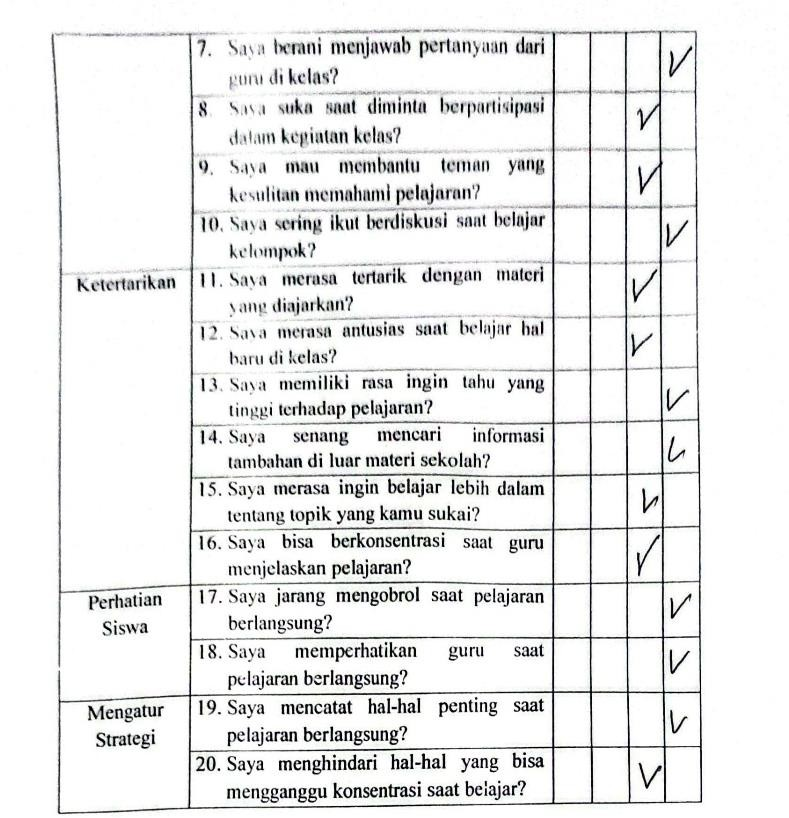 7. Saya berani menjawab pertanyaan dari
guru di kelas?
8. Saya suka saat diminta berpartisipasi
dalam kegiatan kelas?
9. Saya mau membantu teman yang
kesulitan memahami pelajaran?
10. Saya sering ikut berdiskusi saat belajar
kelompok?
Ketertarikan
11. Saya merasa tertarik dengan materi
yang diajarkan?
12. Saya merasa antusias saat belajar hal
baru di kelas?
13. Saya memiliki rasa ingin tahu yang
tinggi terhadap pelajaran?
14. Saya senang mencari informasi
tambahan di luar materi sekolah?
15. Saya merasa ingin belajar lebih dalam
tentang topik yang kamu sukai?
16. Saya bisa berkonsentrasi saat guru
menjelaskan pelajaran?
Perhatian
Siswa
17. Saya jarang mengobrol saat pelajaran
berlangsung?
18. Saya memperhatikan guru saat
pelajaran berlangsung?
Mengatur
Strategi
19. Saya mencatat hal-hal penting saat
pelajaran berlangsung?
20. Saya menghindari hal-hal yang bisa
mengganggu konsentrasi saat belajar?